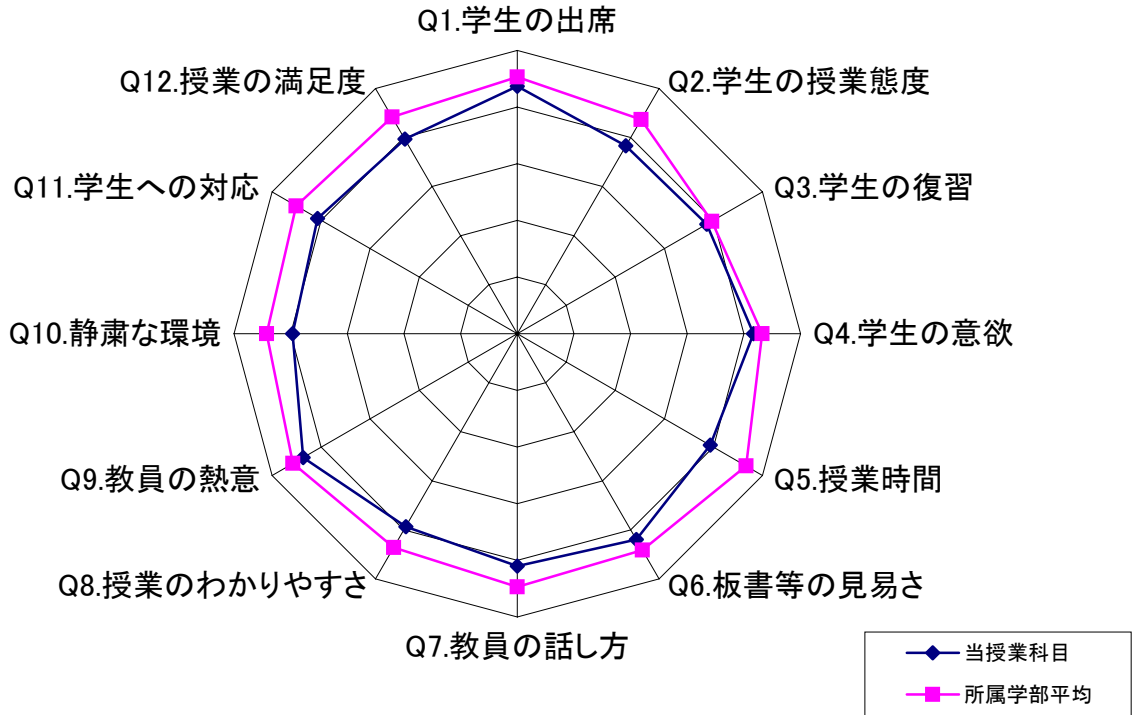 Q1.学生の出席
Q2.学生の授業態度
Q3.学生の復習
Q4.学生の意欲
Q5.授業時間
Q6.板書等の見易さ
Q7.教員の話し方
Q8.授業のわかりやすさ
Q9.教員の熱意
Q10.静粛な環境
Q11.学生への対応
Q12.授業の満足度
当授業科目
所属学部平均